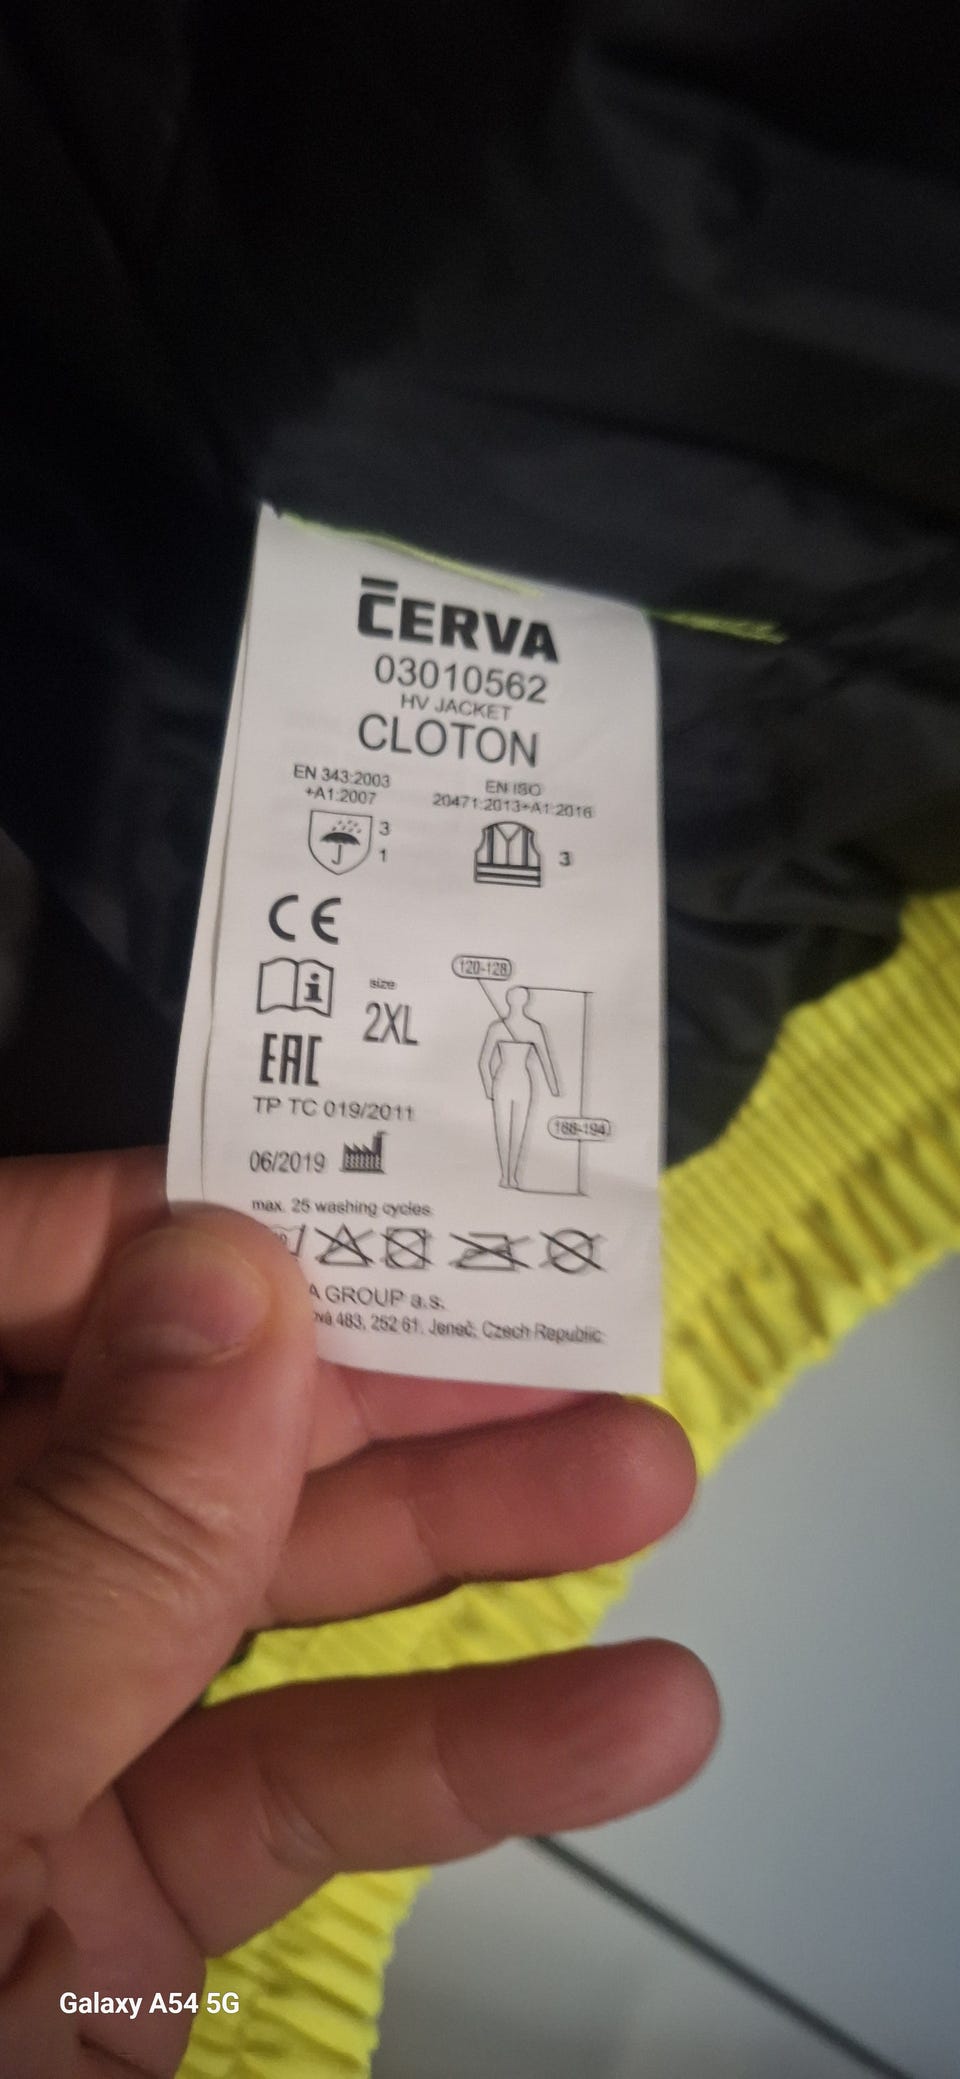 ČERVA
03010562
HV JACKET
CLOTON
EN 343:2003
+A1:2007
3
1
EN ISO
20471:2013+A1:2016
3
CE
i
size
2XL
120-128
188-194
EAC
TP TC 019/2011
06/2019
max. 25 washing cycles
A GROUP a.s.
483, 252 61, Jeneč, Czech Republic
Galaxy A54 5G